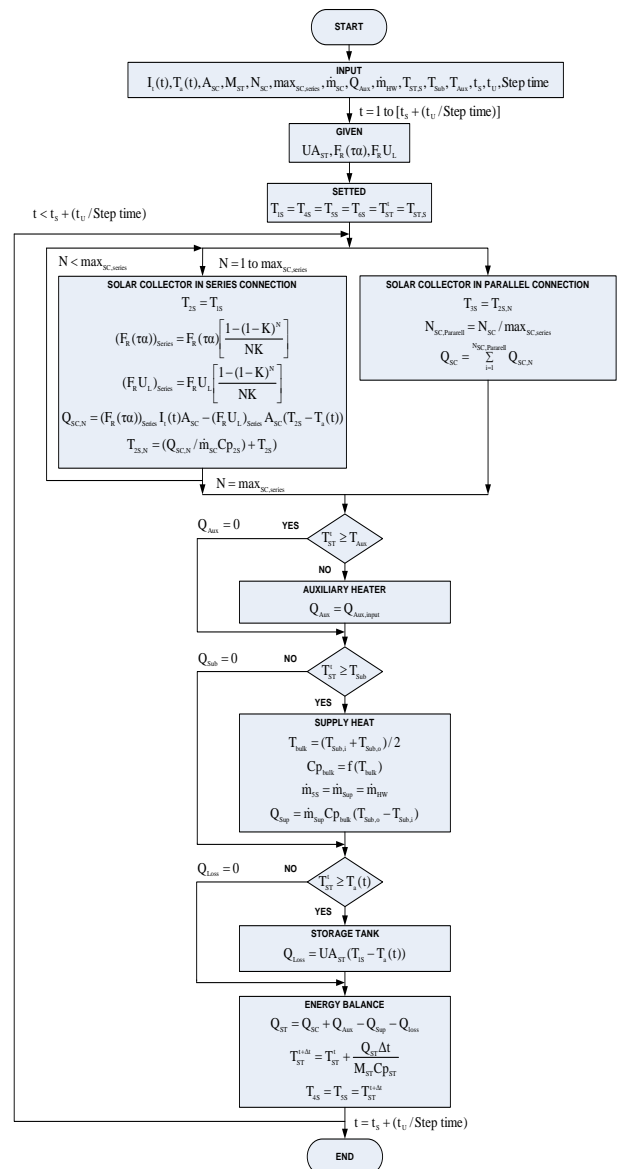 START
INPUT
I_t(t), T_a(t), A_SC, M_ST, N_SC, max_SC,series, ṁ_SC, Q_Aux, ṁ_HW, T_ST,S, T_Sub, T_Aux, t_S, t_U, Step time
t = 1 to [t_S + (t_U / Step time)]
GIVEN
UA_ST, F_R(τα), F_R U_L
SETTED
T_1S = T_4S = T_5S = T_6S = T_ST^t = T_ST,S
t < t_S + (t_U / Step time)
N < max_SC,series
N = 1 to max_SC,series
SOLAR COLLECTOR IN SERIES CONNECTION
T_2S = T_1S
(F_R(τα))_Series = F_R(τα)[(1-(1-K)^N)/NK]
(F_R U_L)_Series = F_R U_L[(1-(1-K)^N)/NK]
Q_SC,N = (F_R(τα))_Series I_t(t)A_SC - (F_R U_L)_Series A_SC(T_2S - T_a(t))
T_2S,N = (Q_SC,N / ṁ_SC Cp_2S) + T_2S)
N = max_SC,series
SOLAR COLLECTOR IN PARALLEL CONNECTION
T_3S = T_2S,N
N_SC,Pararell = N_SC / max_SC,series
Q_SC = Σ_{i=1}^{N_SC,Pararell} Q_SC,N
Q_Aux = 0
YES
T_ST^t ≥ T_Aux
NO
AUXILIARY HEATER
Q_Aux = Q_Aux,input
Q_Sub = 0
NO
T_ST^t ≥ T_Sub
YES
SUPPLY HEAT
T_bulk = (T_Sub,i + T_Sub,o) / 2
Cp_bulk = f(T_bulk)
ṁ_5S = ṁ_Sup = ṁ_HW
Q_Sup = ṁ_Sup Cp_bulk (T_Sub,o - T_Sub,i)
Q_Loss = 0
NO
T_ST^t ≥ T_a(t)
YES
STORAGE TANK
Q_Loss = UA_ST(T_1S - T_a(t))
ENERGY BALANCE
Q_ST = Q_SC + Q_Aux - Q_Sup - Q_loss
T_ST^{t+Δt} = T_ST^t + Q_ST Δt / M_ST Cp_ST
T_4S = T_5S = T_ST^{t+Δt}
t = t_S + (t_U / Step time)
END